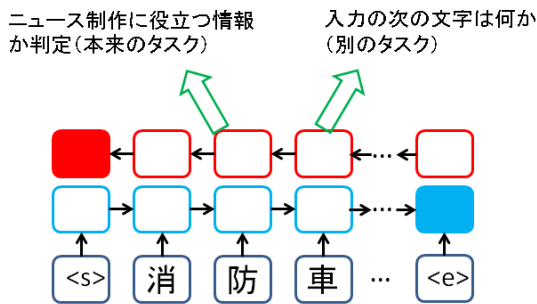 ニュース制作に役立つ情報
か判定(本来のタスク)
入力の次の文字は何か
(別のタスク)
…
…
<s> 消 防 車 … <e>